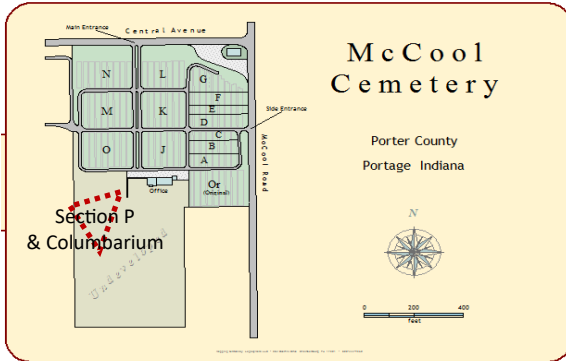 Main Entrance
Central Avenue
McCool
Cemetery
N
L
G
F
E
M
K
D
Side Entrance
C
B
O
J
A
McCool Road
Porter County
Portage Indiana
Office
Or
(Original)
Section P
& Columbarium
Undeveloped
N
0 200 400
feet